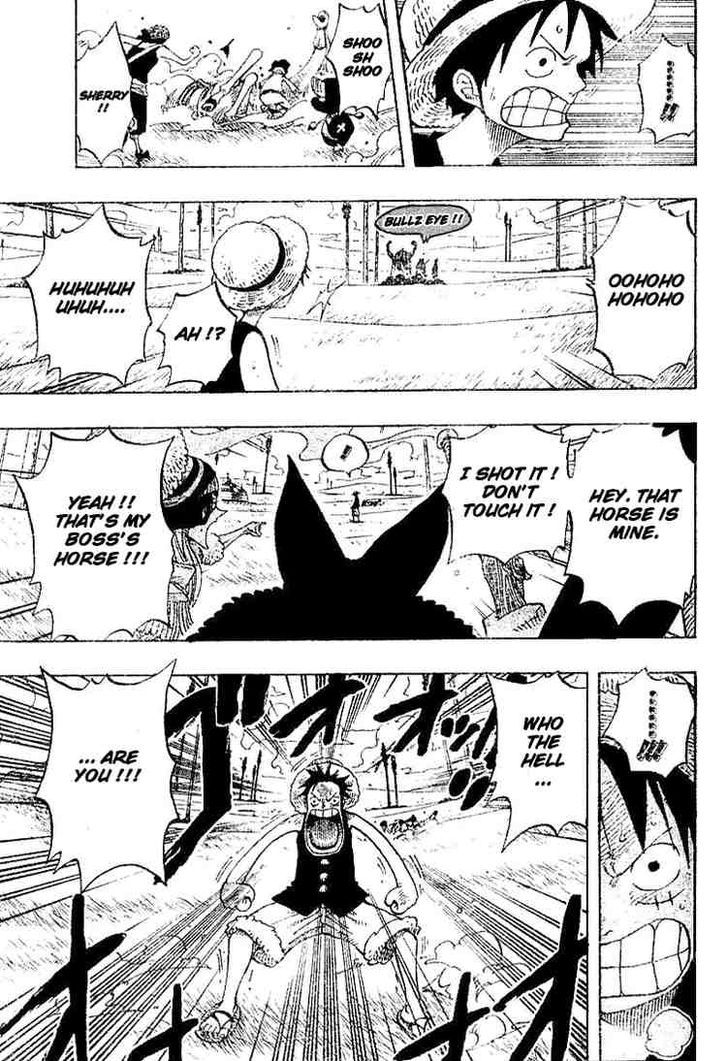 !!
SHOO
SH
SHOO
SHERRY
!!
BULLZ EYE !!
OOHOHO
HOHOHO
AH !?
HUHUHUH
UHUH....
HEY. THAT
HORSE IS
MINE.
I SHOT IT !
DON'T
TOUCH IT !
!!!
YEAH !!
THAT'S MY
BOSS'S
HORSE !!!
!!!
WHO
THE
HELL
...
... ARE
YOU !!!